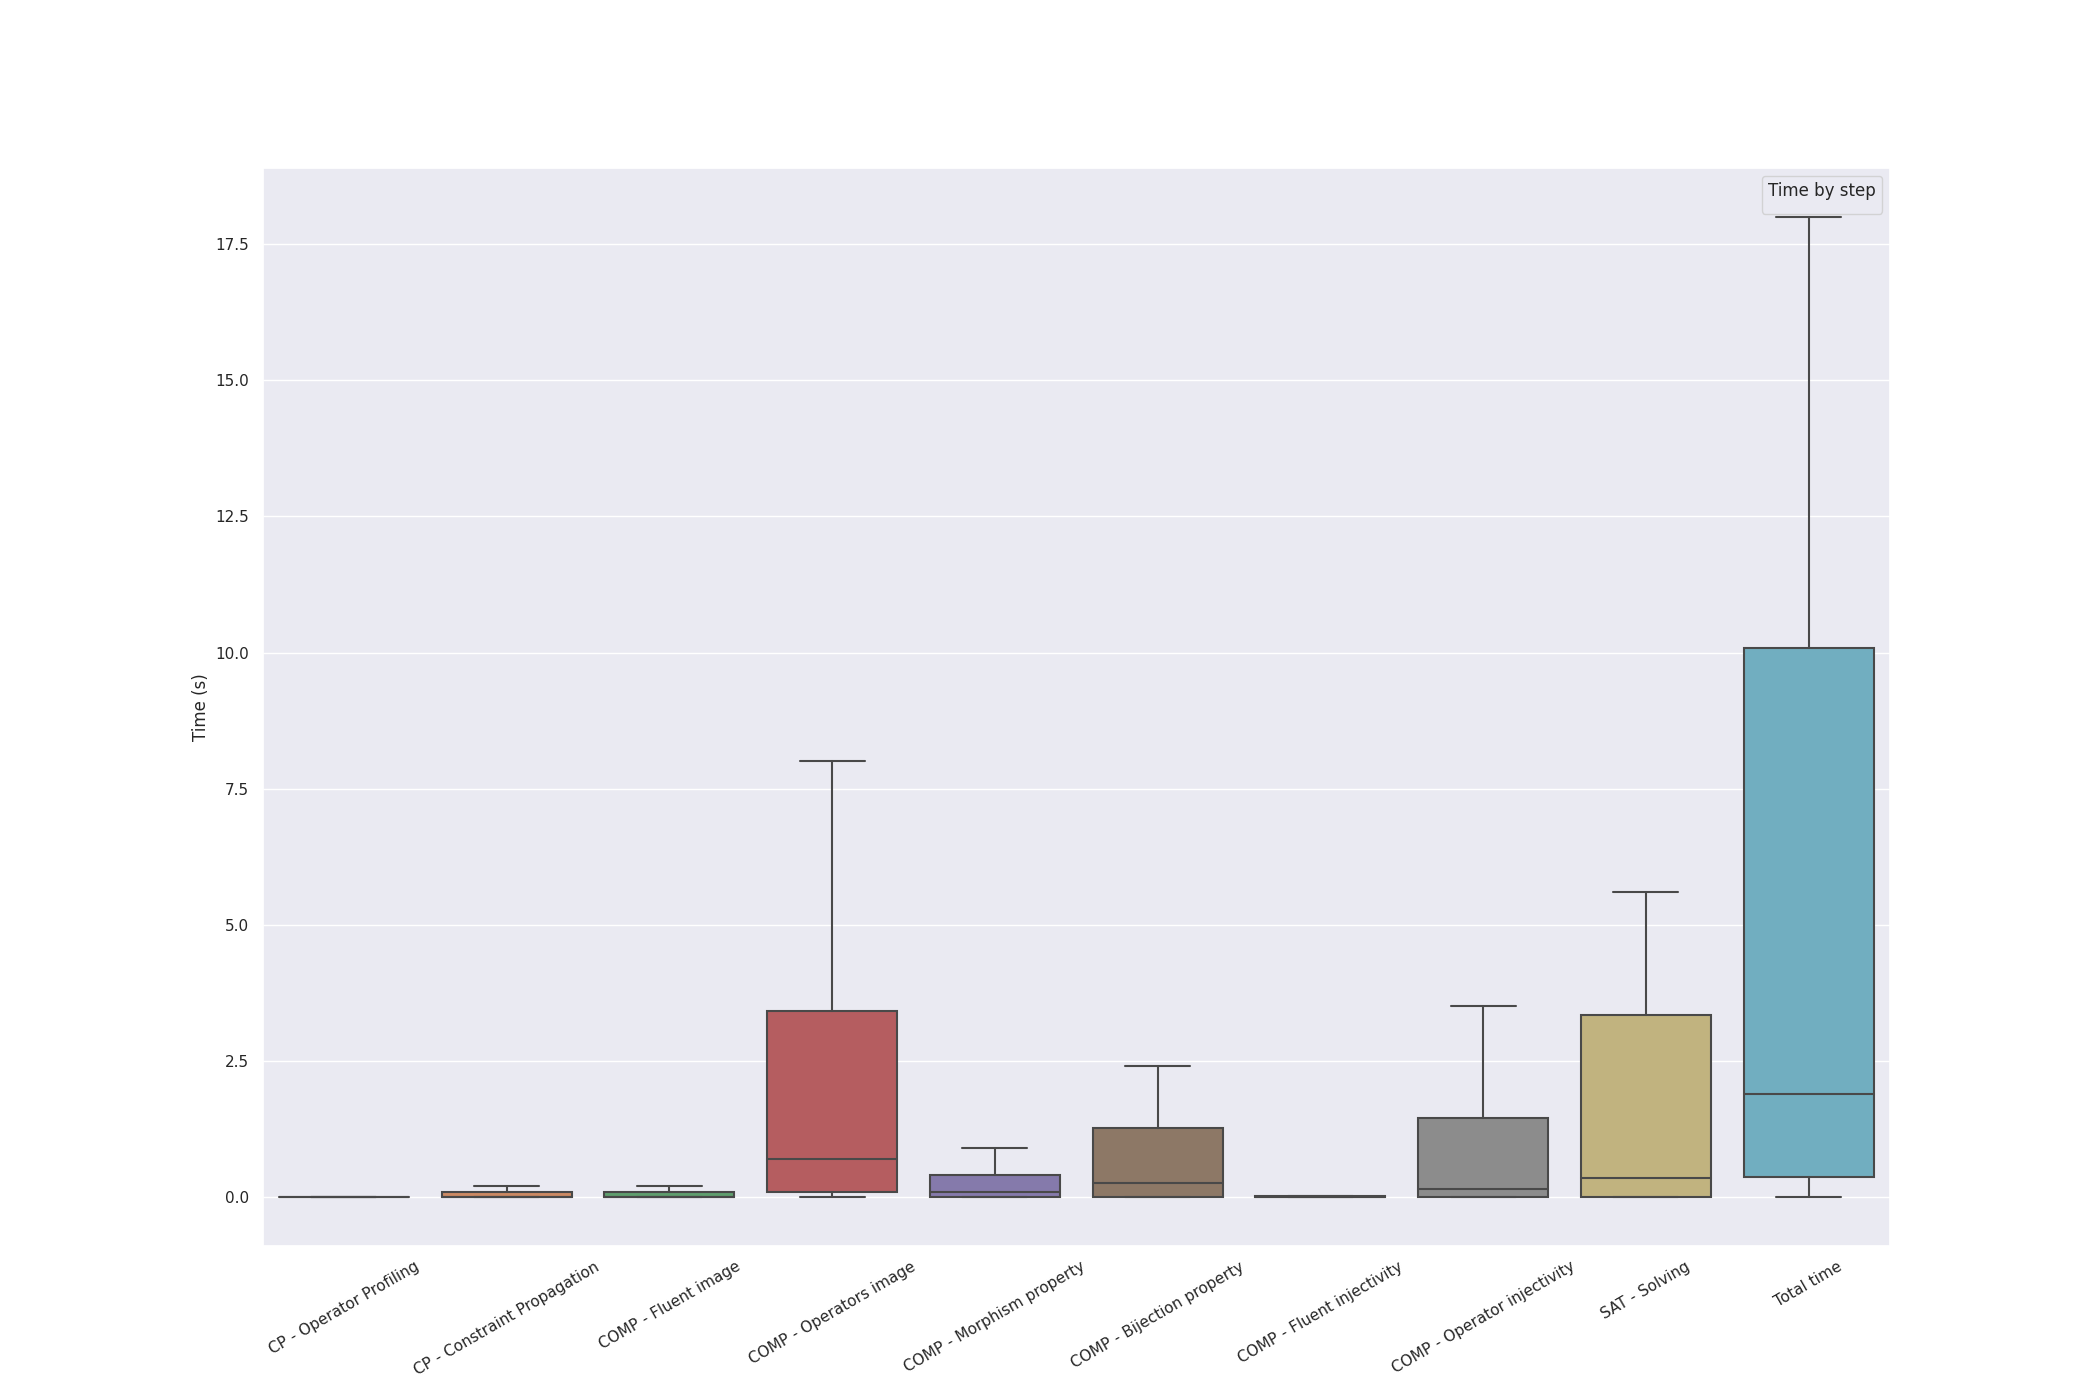 Time by step
17.5
15.0
12.5
10.0
7.5
5.0
2.5
0.0
Time (s)
CP - Operator Profiling
CP - Constraint Propagation
COMP - Fluent image
COMP - Operators image
COMP - Morphism property
COMP - Bijection property
COMP - Fluent injectivity
COMP - Operator injectivity
SAT - Solving
Total time